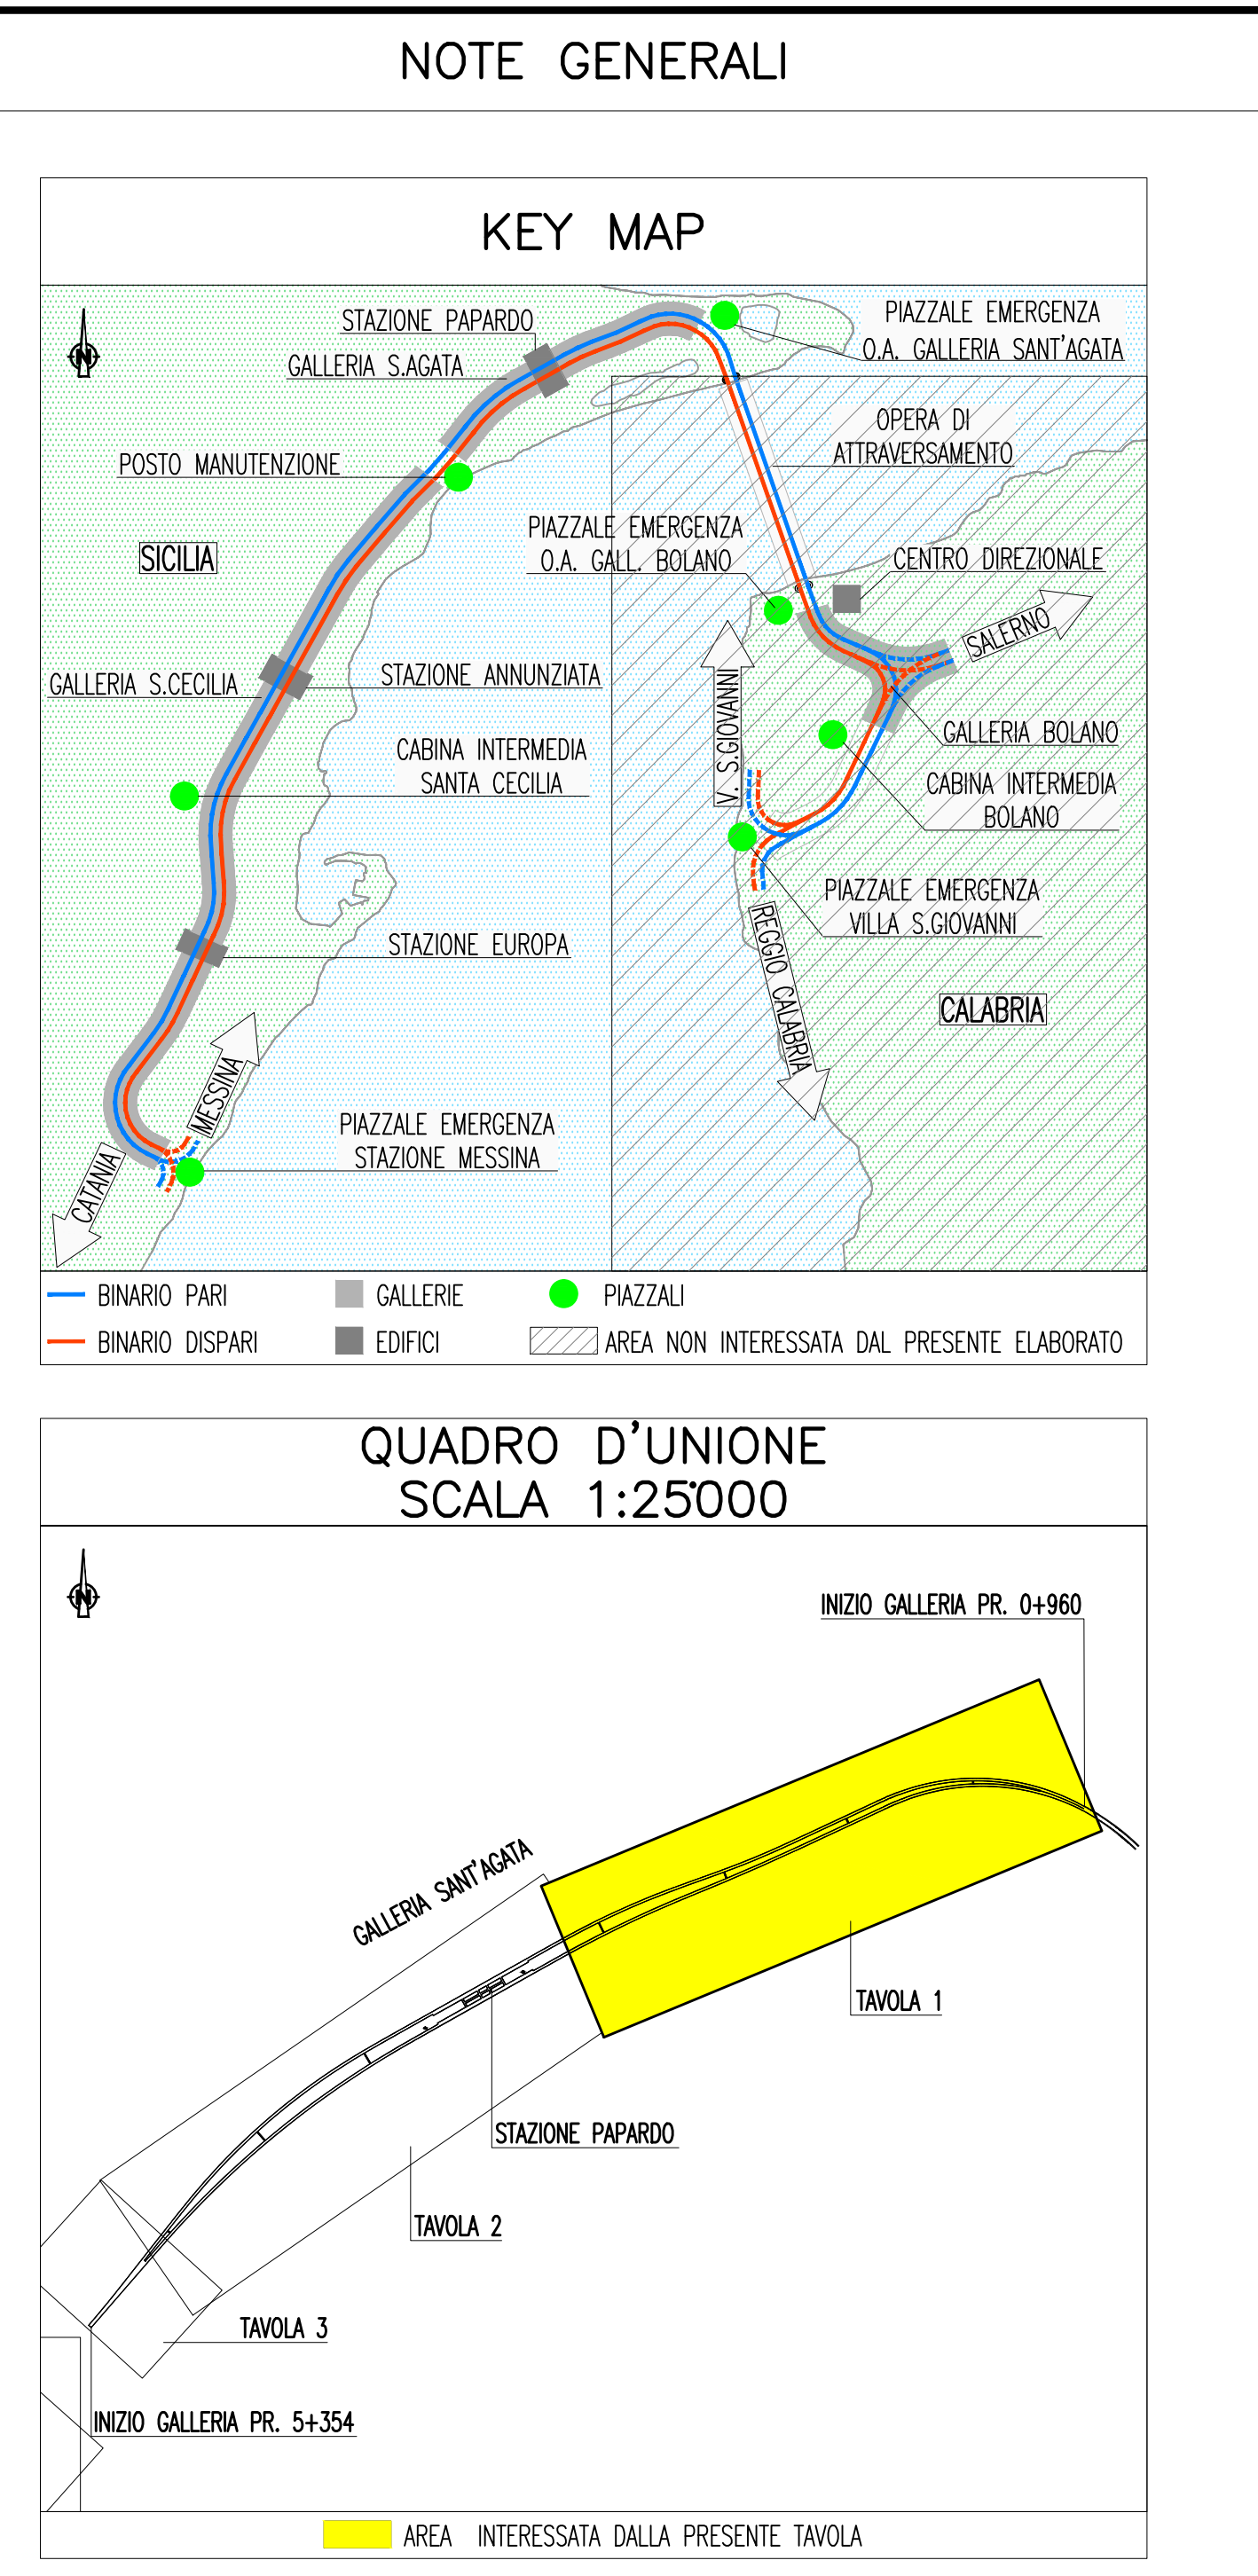 NOTE GENERALI
KEY MAP
N
STAZIONE PAPARDO
GALLERIA S.AGATA
PIAZZALE EMERGENZA
O.A. GALLERIA SANT'AGATA
OPERA DI
ATTRAVERSAMENTO
POSTO MANUTENZIONE
SICILIA
PIAZZALE EMERGENZA
O.A. GALL. BOLANO
CENTRO DIREZIONALE
SALERNO
STAZIONE ANNUNZIATA
GALLERIA S.CECILIA
V. S.GIOVANNI
GALLERIA BOLANO
CABINA INTERMEDIA
SANTA CECILIA
CABINA INTERMEDIA
BOLANO
PIAZZALE EMERGENZA
VILLA S.GIOVANNI
STAZIONE EUROPA
REGGIO CALABRIA
CALABRIA
MESSINA
PIAZZALE EMERGENZA
STAZIONE MESSINA
CATANIA
BINARIO PARI
GALLERIE
PIAZZALI
BINARIO DISPARI
EDIFICI
AREA NON INTERESSATA DAL PRESENTE ELABORATO
QUADRO D'UNIONE
SCALA 1:25'000
N
INIZIO GALLERIA PR. 0+960
GALLERIA SANT'AGATA
TAVOLA 1
STAZIONE PAPARDO
TAVOLA 2
TAVOLA 3
INIZIO GALLERIA PR. 5+354
AREA INTERESSATA DALLA PRESENTE TAVOLA